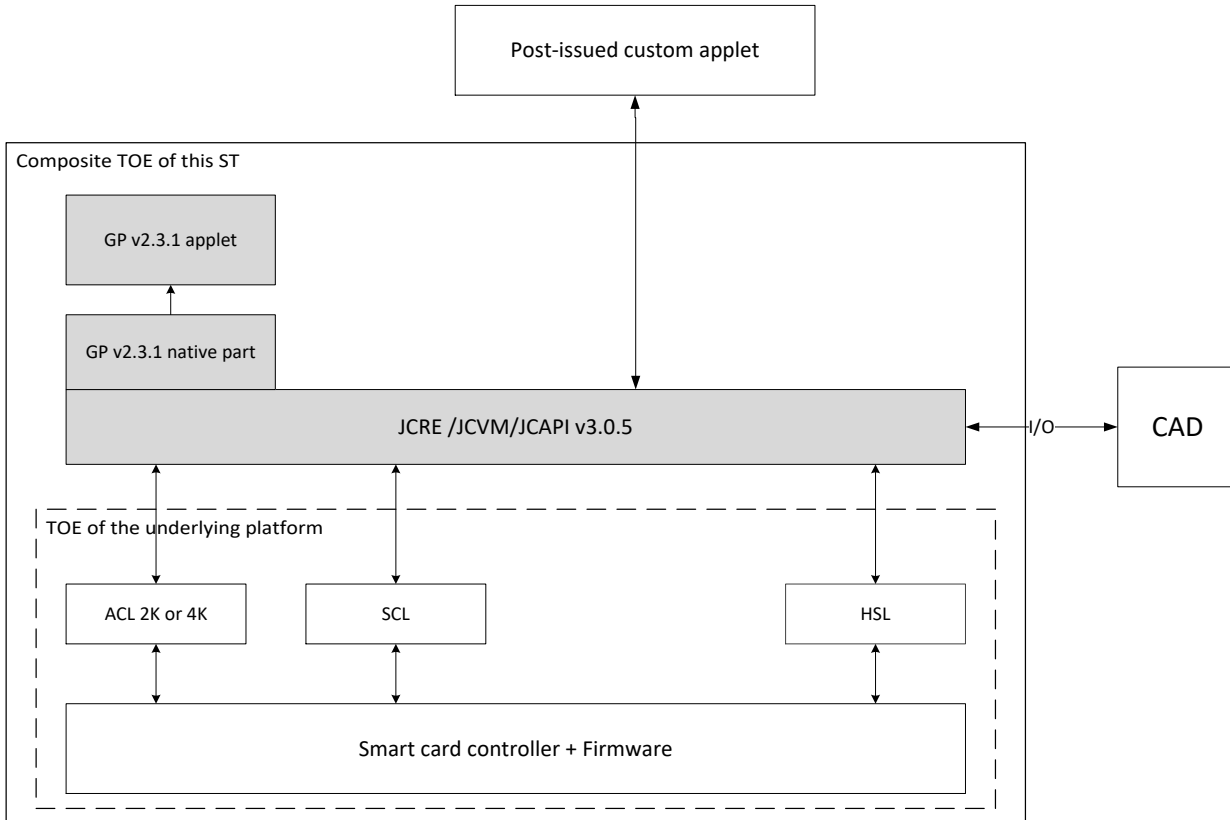 Post-issued custom applet
Composite TOE of this ST
GP v2.3.1 applet
GP v2.3.1 native part
JCRE /JCVM/JCAPI v3.0.5
I/O
CAD
TOE of the underlying platform
ACL 2K or 4K
SCL
HSL
Smart card controller + Firmware